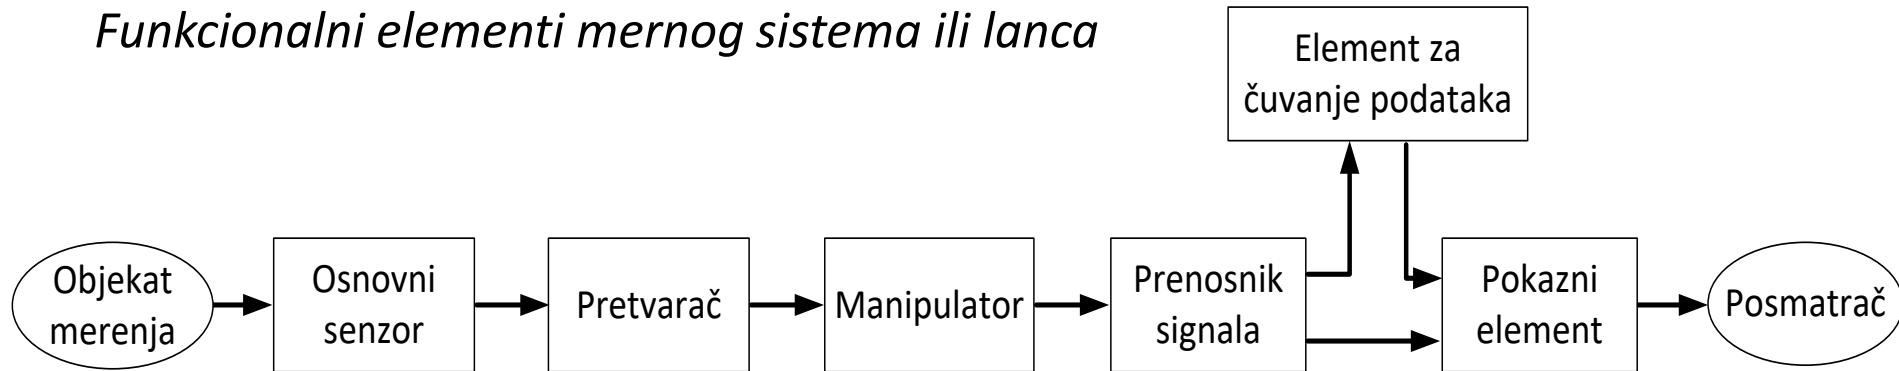 Funkcionalni elementi mernog sistema ili lanca
Element za
čuvanje podataka
Objekat
merenja
Osnovni
senzor
Pretvarač
Manipulator
Prenosnik
signala
Pokazni
element
Posmatrač